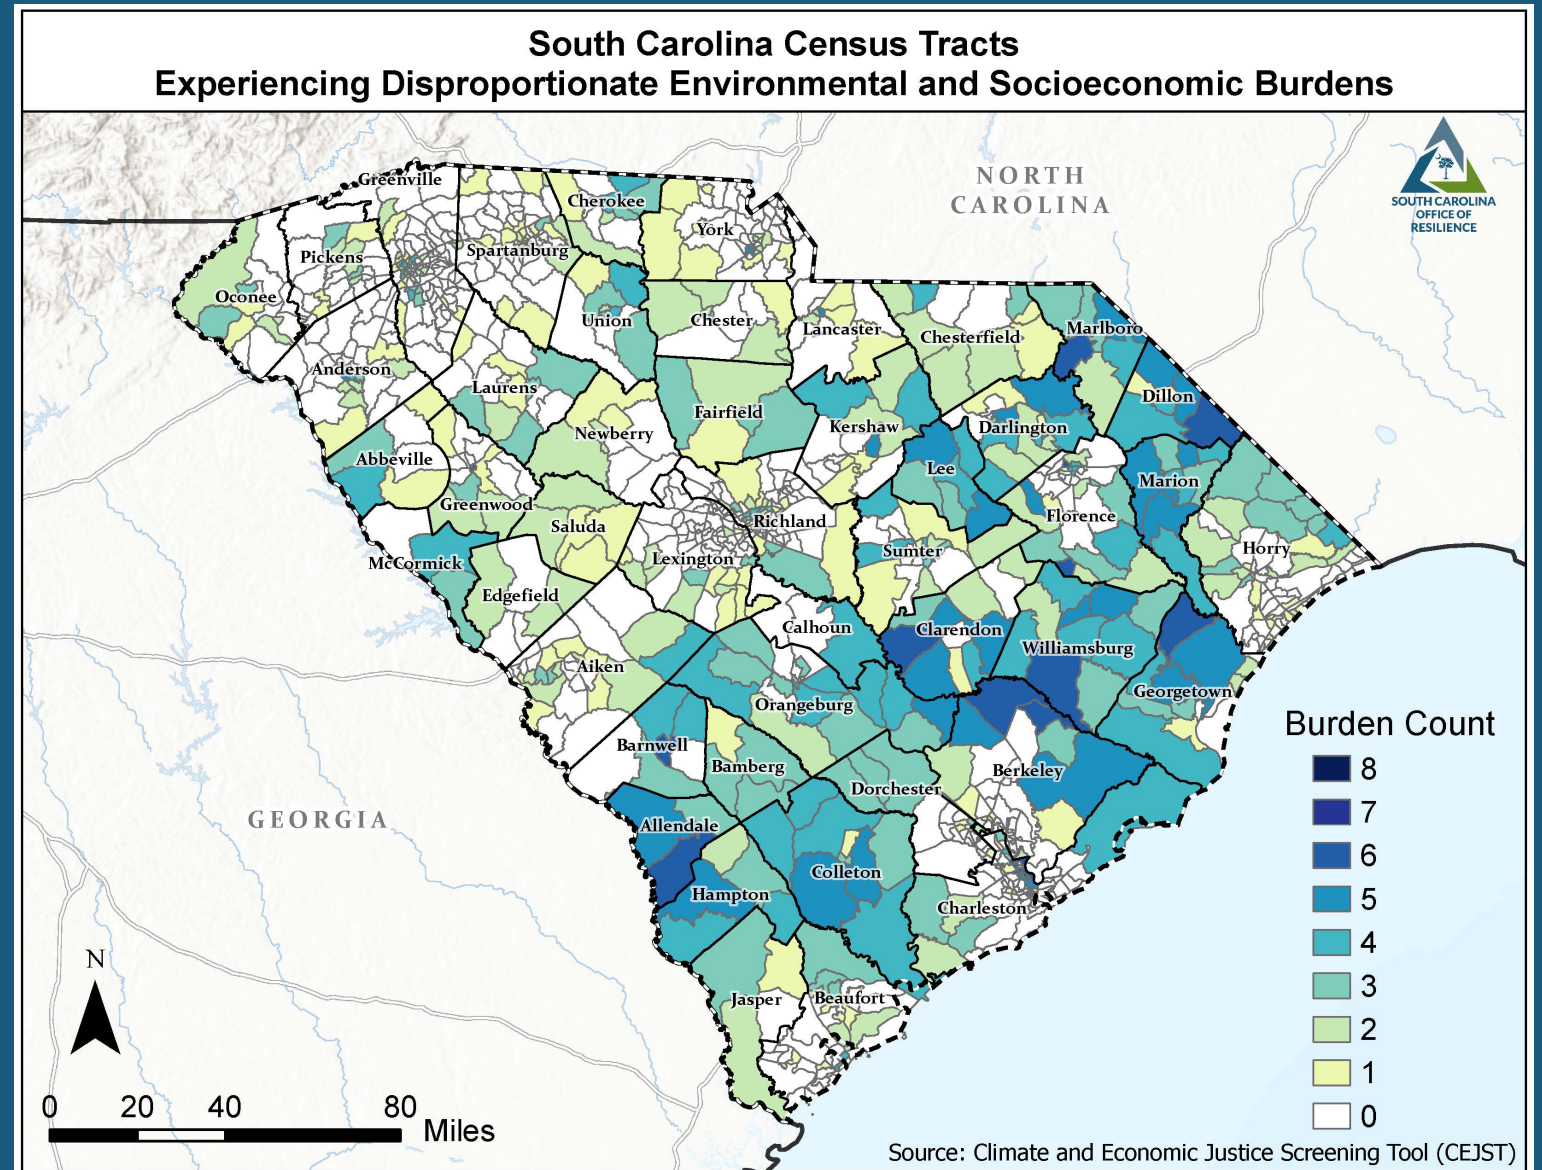 South Carolina Census Tracts
Experiencing Disproportionate Environmental and Socioeconomic Burdens
NORTH
CAROLINA
SOUTH CAROLINA
OFFICE OF
RESILIENCE
Greenville
Cherokee
York
Pickens
Spartanburg
Oconee
Union
Chester
Lancaster
Chesterfield
Marlboro
Anderson
Laurens
Dillon
Fairfield
Newberry
Kershaw
Darlington
Abbeville
Lee
Marion
Greenwood
Saluda
Richland
Florence
Lexington
Sumter
Horry
McCormick
Edgefield
Calhoun
Clarendon
Williamsburg
Aiken
Orangeburg
Georgetown
Barnwell
Bamberg
Berkeley
Dorchester
Allendale
Colleton
Hampton
Charleston
Jasper
Beaufort
GEORGIA
Burden Count
8
7
6
5
4
3
2
1
0
N
0 20 40 80
Miles
Source: Climate and Economic Justice Screening Tool (CEJST)